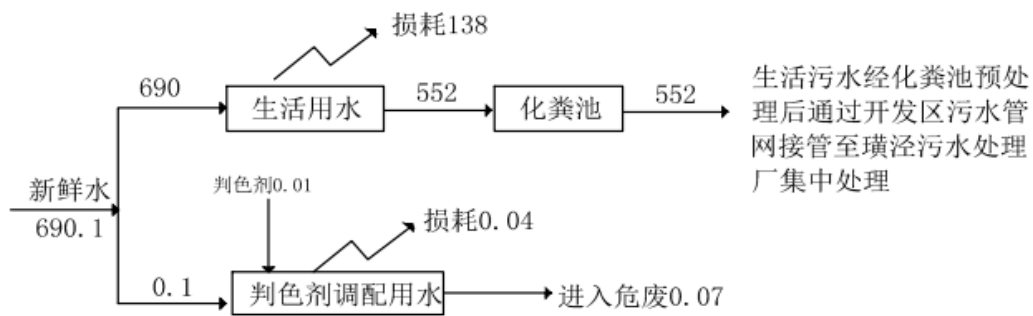 损耗138
690
生活用水
552
化粪池
552
生活污水经化粪池预处
理后通过开发区污水管
网接管至璜泾污水处理
厂集中处理
新鲜水
690.1
判色剂0.01
损耗0.04
0.1
判色剂调配用水
进入危废0.07